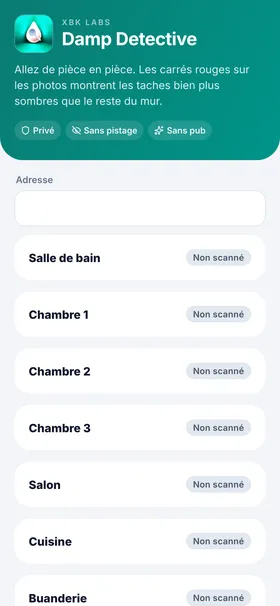 XBK LABS
Damp Detective
Allez de pièce en pièce. Les carrés rouges sur
les photos montrent les taches bien plus
sombres que le reste du mur.
Privé
Sans pistage
Sans pub
Adresse
Salle de bain
Non scanné
Chambre 1
Non scanné
Chambre 2
Non scanné
Chambre 3
Non scanné
Salon
Non scanné
Cuisine
Non scanné
Buanderie
Non scanné